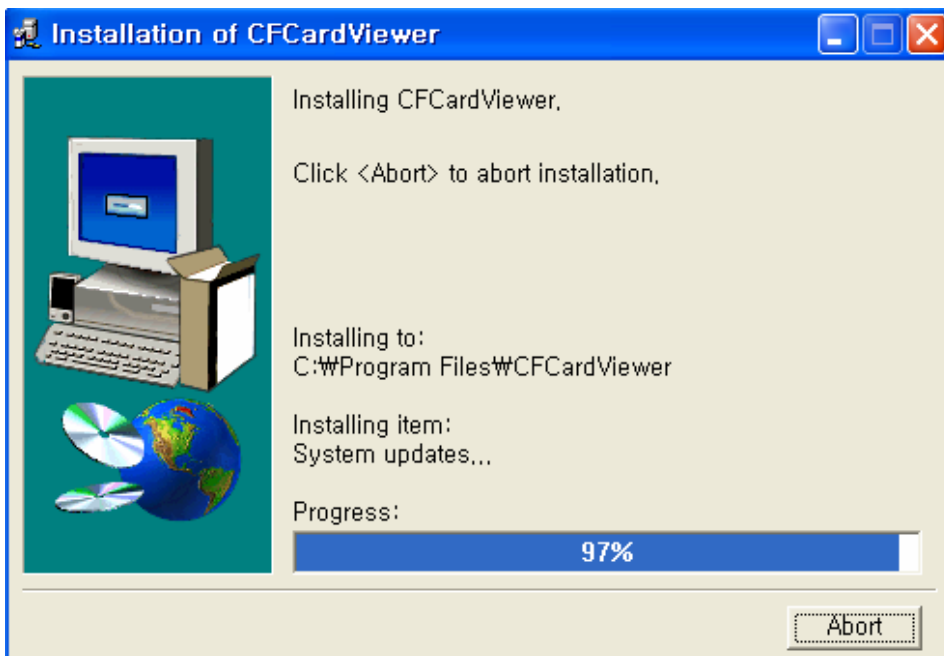 Installation of CFCardViewer
Installing CFCardViewer,
Click <Abort> to abort installation,
Installing to:
C:₩Program Files₩CFCardViewer
Installing item:
System updates,,,
Progress:
97%
Abort